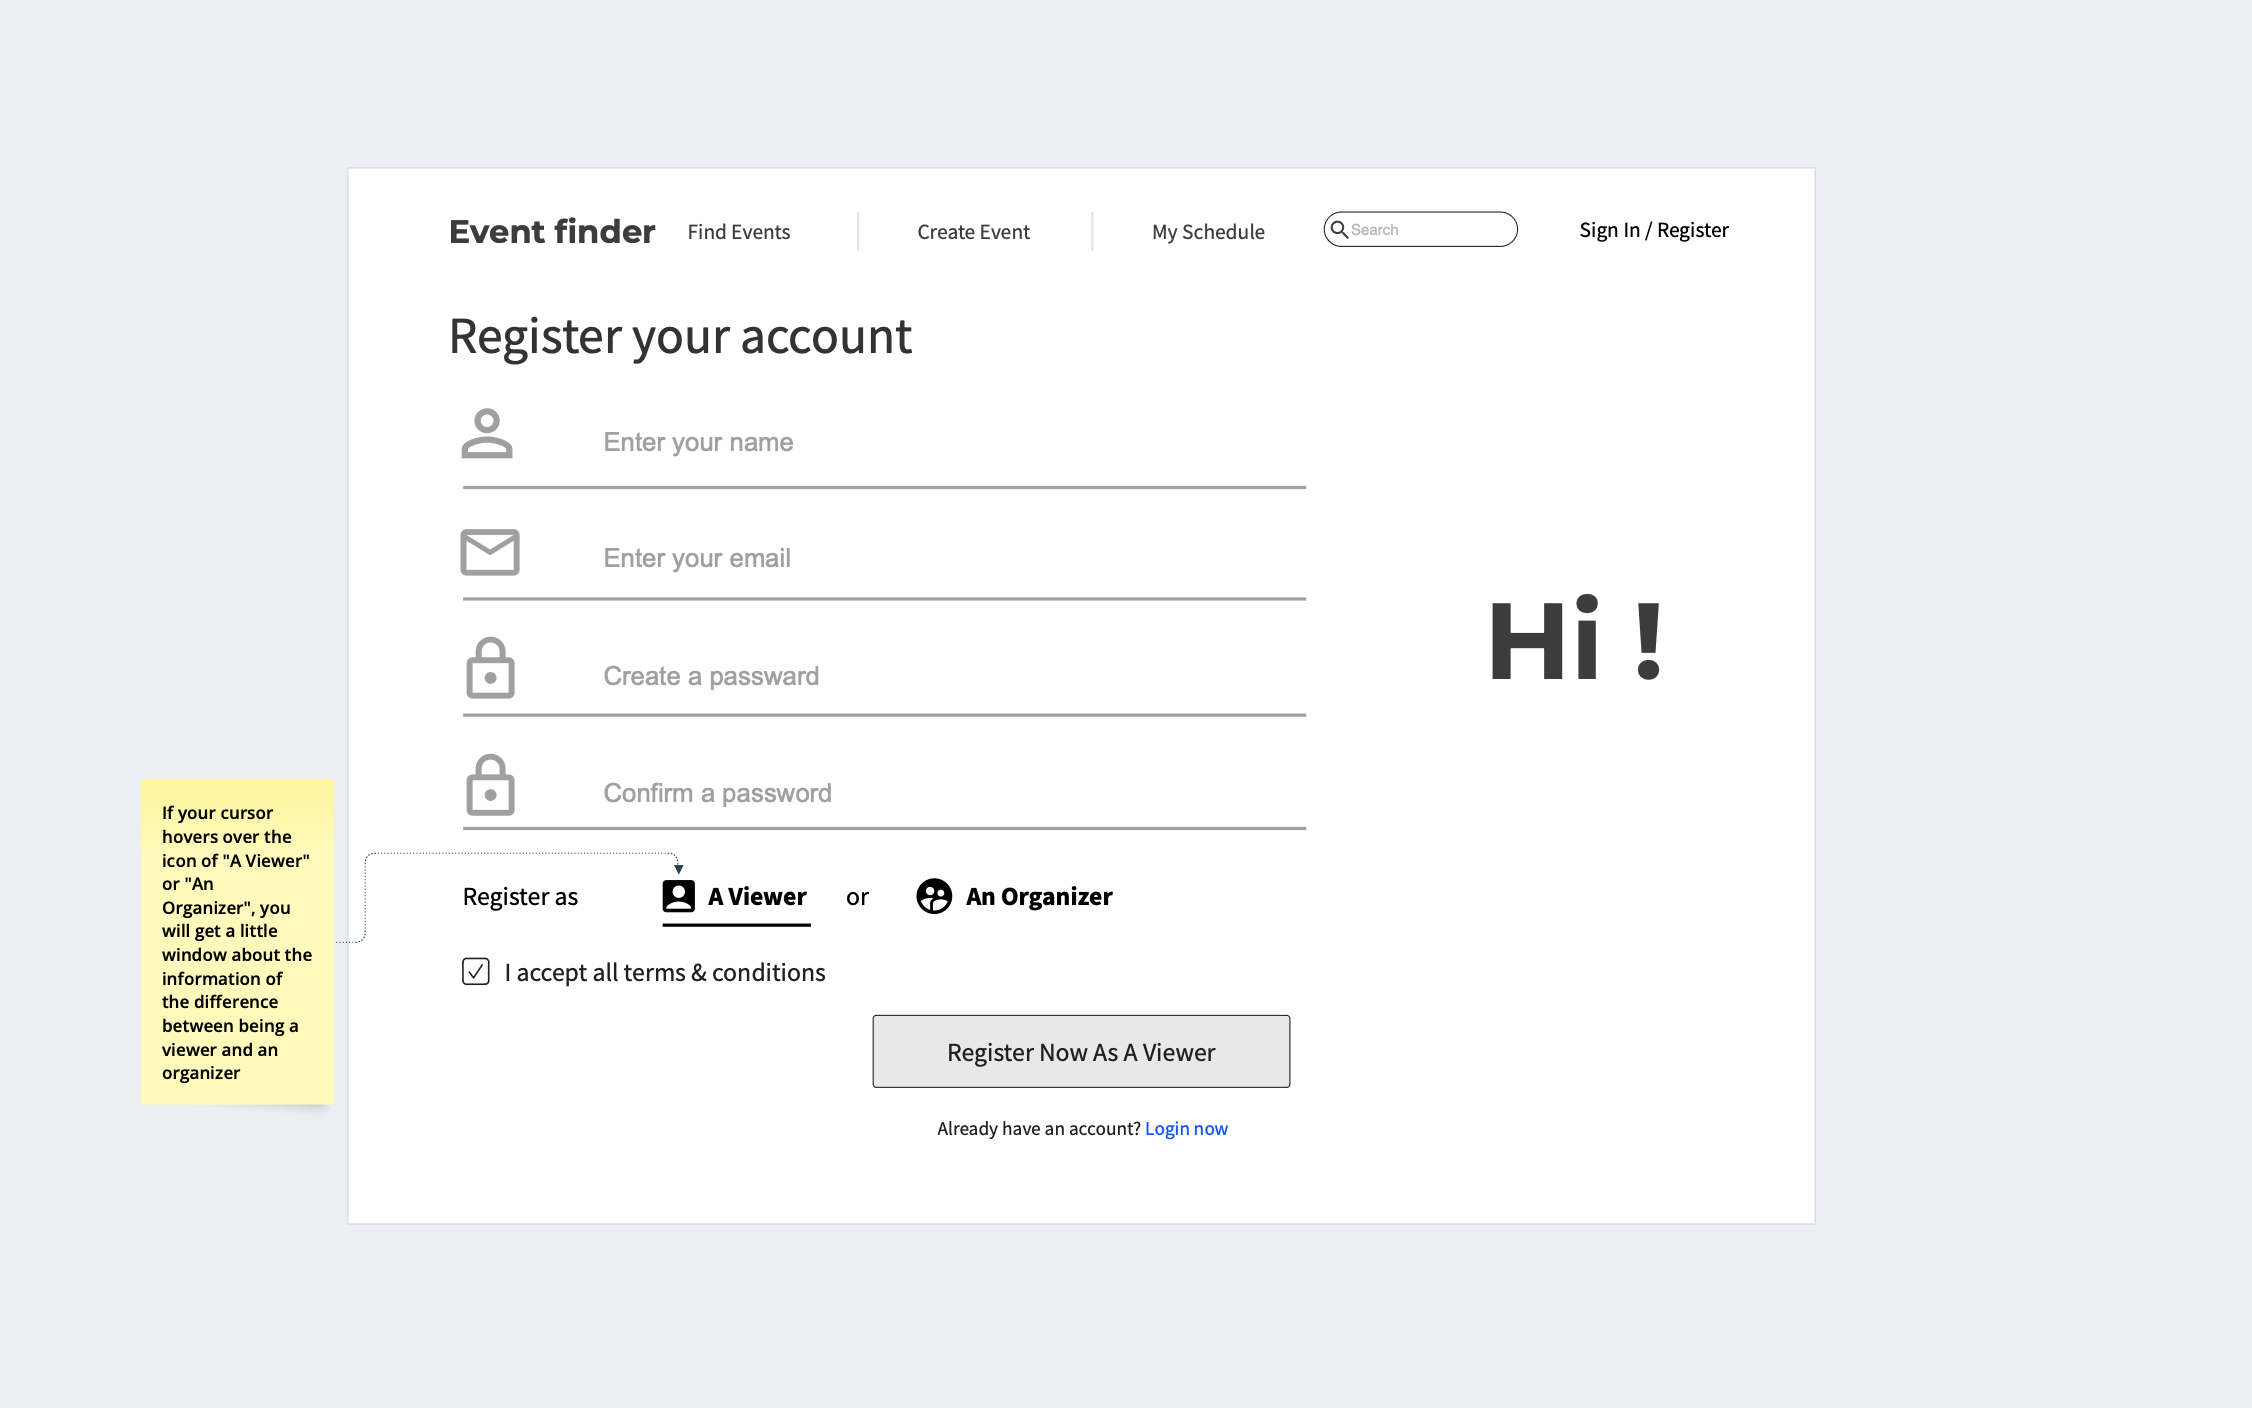 Event finder
Find Events
Create Event
My Schedule
Search
Sign In / Register
Register your account
Enter your name
Enter your email
Create a passward
Confirm a password
Hi !
If your cursor
hovers over the
icon of "A Viewer"
or "An
Organizer", you
will get a little
window about the
information of
the difference
between being a
viewer and an
organizer
Register as
A Viewer
or
An Organizer
I accept all terms & conditions
Register Now As A Viewer
Already have an account? Login now